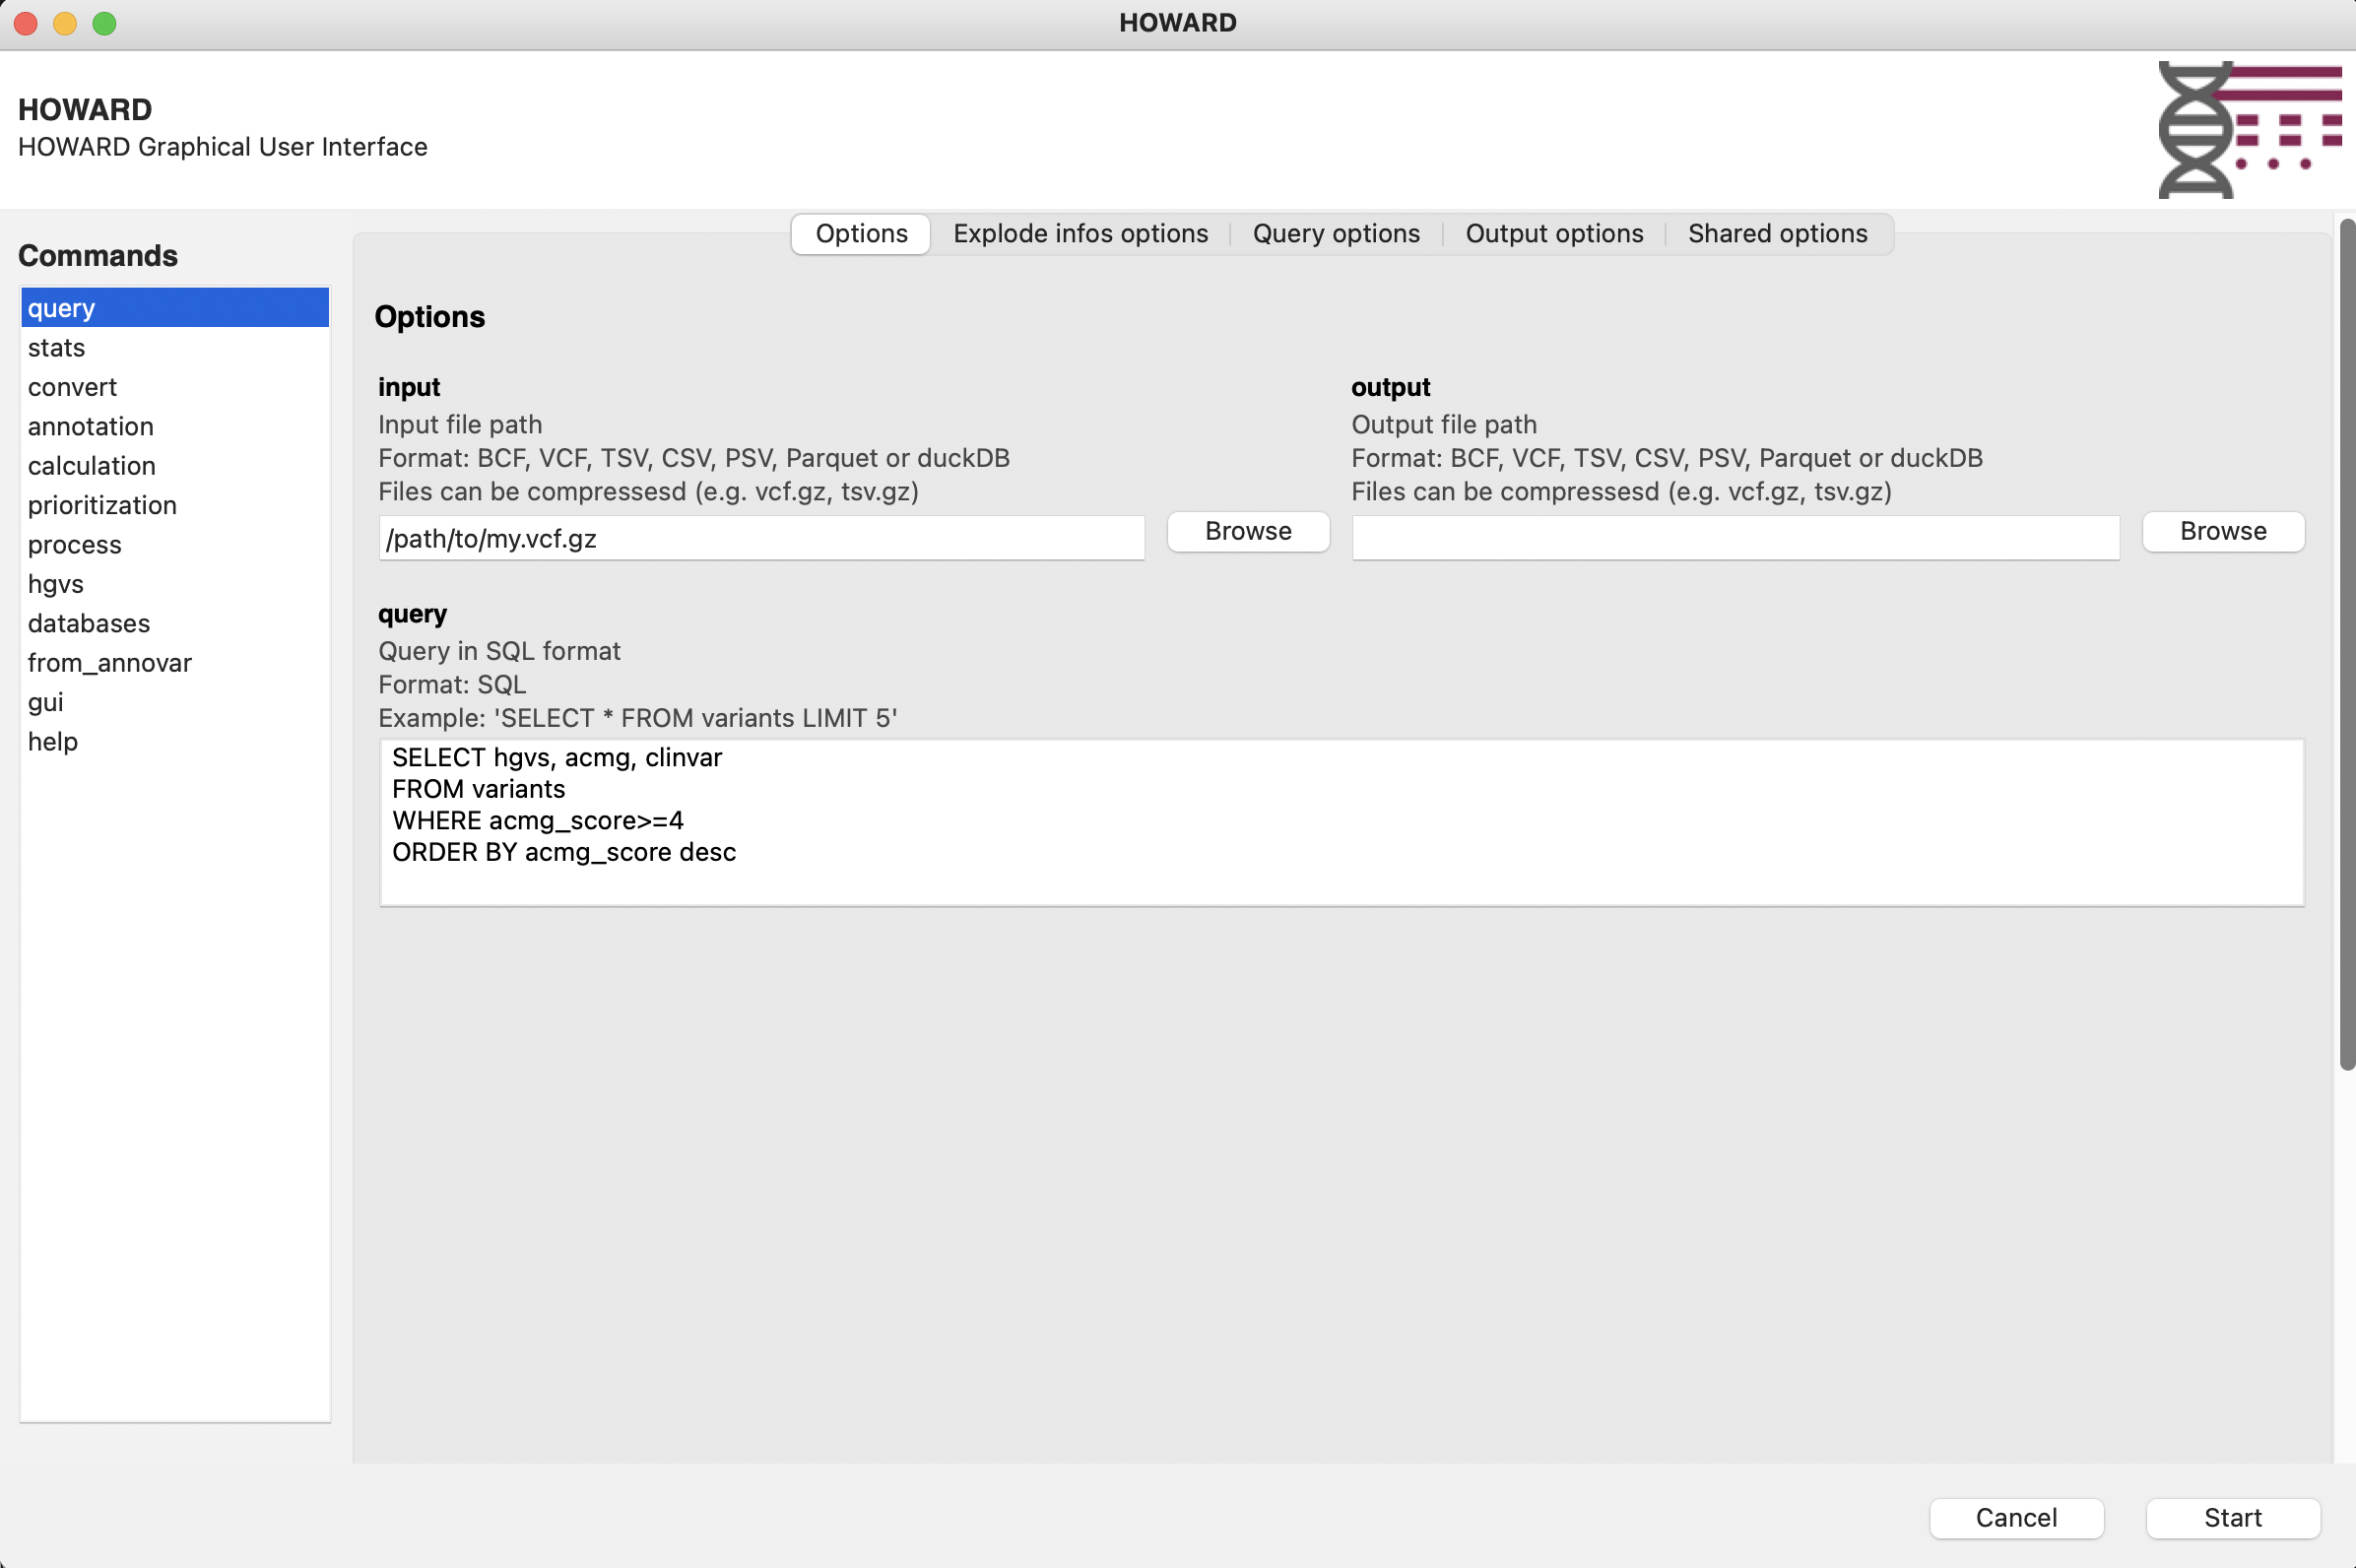 HOWARD
HOWARD
HOWARD Graphical User Interface
Commands
query
stats
convert
annotation
calculation
prioritization
process
hgvs
databases
from_annovar
gui
help
Options Explode infos options Query options Output options Shared options
Options
input
Input file path
Format: BCF, VCF, TSV, CSV, PSV, Parquet or duckDB
Files can be compressesd (e.g. vcf.gz, tsv.gz)
/path/to/my.vcf.gz
Browse
output
Output file path
Format: BCF, VCF, TSV, CSV, PSV, Parquet or duckDB
Files can be compressesd (e.g. vcf.gz, tsv.gz)
Browse
query
Query in SQL format
Format: SQL
Example: 'SELECT * FROM variants LIMIT 5'
SELECT hgvs, acmg, clinvar
FROM variants
WHERE acmg_score>=4
ORDER BY acmg_score desc
Cancel
Start